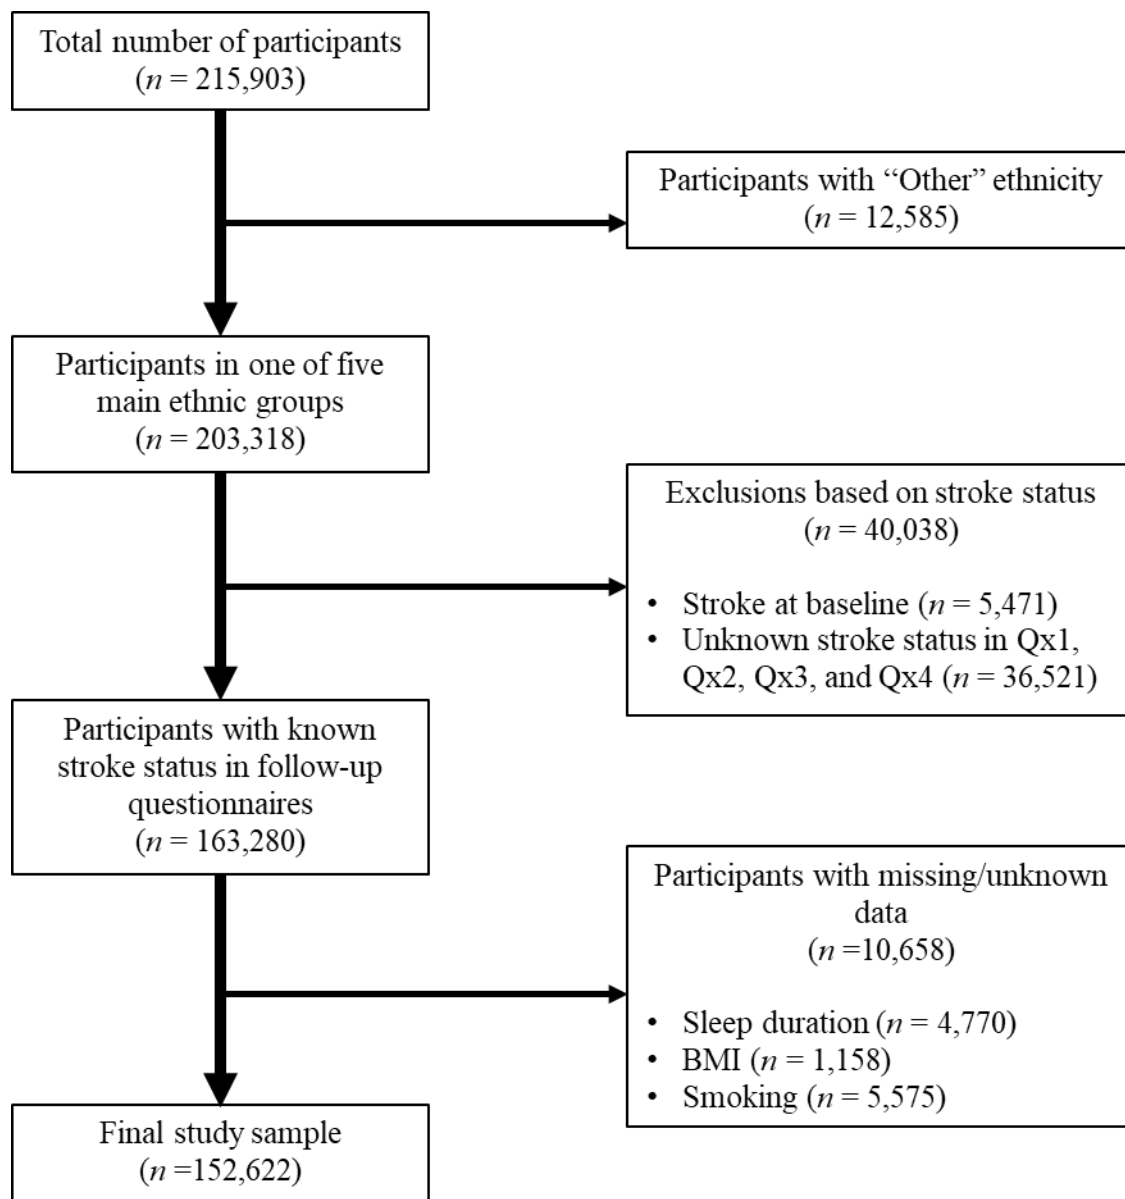 Total number of participants
(n = 215,903)
Participants with “Other” ethnicity
(n = 12,585)
Participants in one of five
main ethnic groups
(n = 203,318)
Exclusions based on stroke status
(n = 40,038)
• Stroke at baseline (n = 5,471)
• Unknown stroke status in Qx1,
Qx2, Qx3, and Qx4 (n = 36,521)
Participants with known
stroke status in follow-up
questionnaires
(n = 163,280)
Participants with missing/unknown
data
(n =10,658)
• Sleep duration (n = 4,770)
• BMI (n = 1,158)
• Smoking (n = 5,575)
Final study sample
(n =152,622)